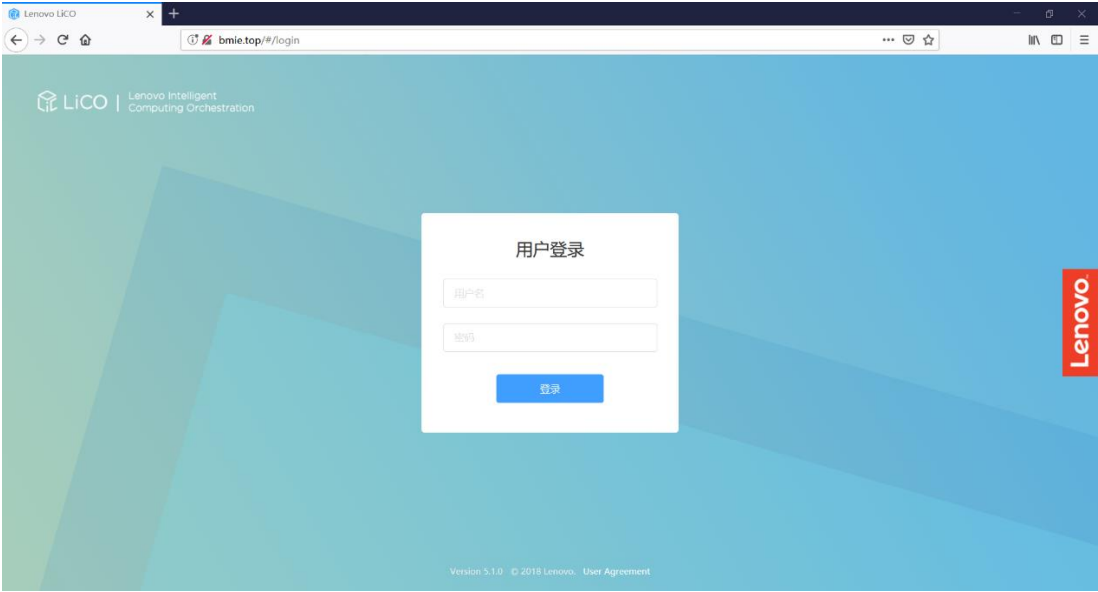 Lenovo LiCO
bmie.top/#/login
LiCO | Lenovo Intelligent
Computing Orchestration
用户登录
用户名
密码
登录
Lenovo.
Version 5.1.0 © 2018 Lenovo. User Agreement